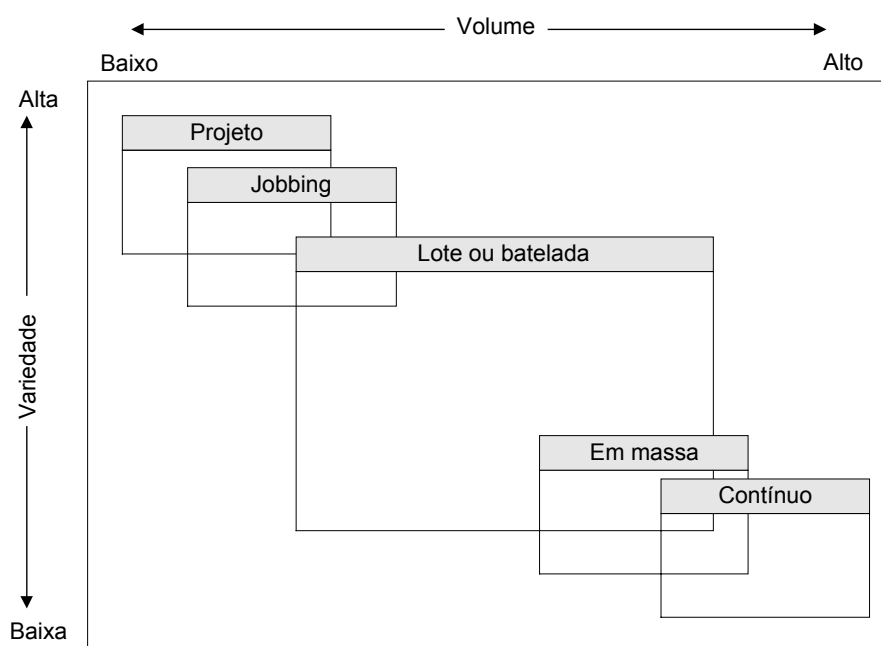 Volume
Baixo
Alto
Alta
Projeto
Jobbing
Lote ou batelada
Variedade
Em massa
Contínuo
Baixa